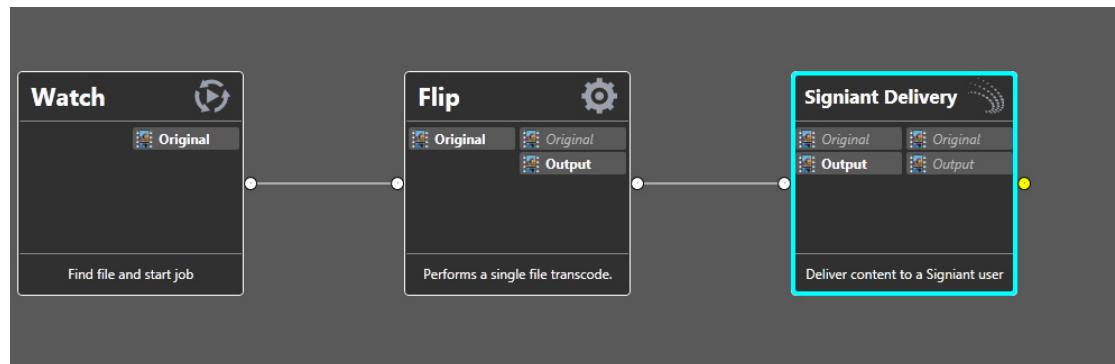 Watch
Original
Find file and start job
Flip
Original Original
Output
Performs a single file transcode.
Signiant Delivery
Original Original
Output Output
Deliver content to a Signiant user